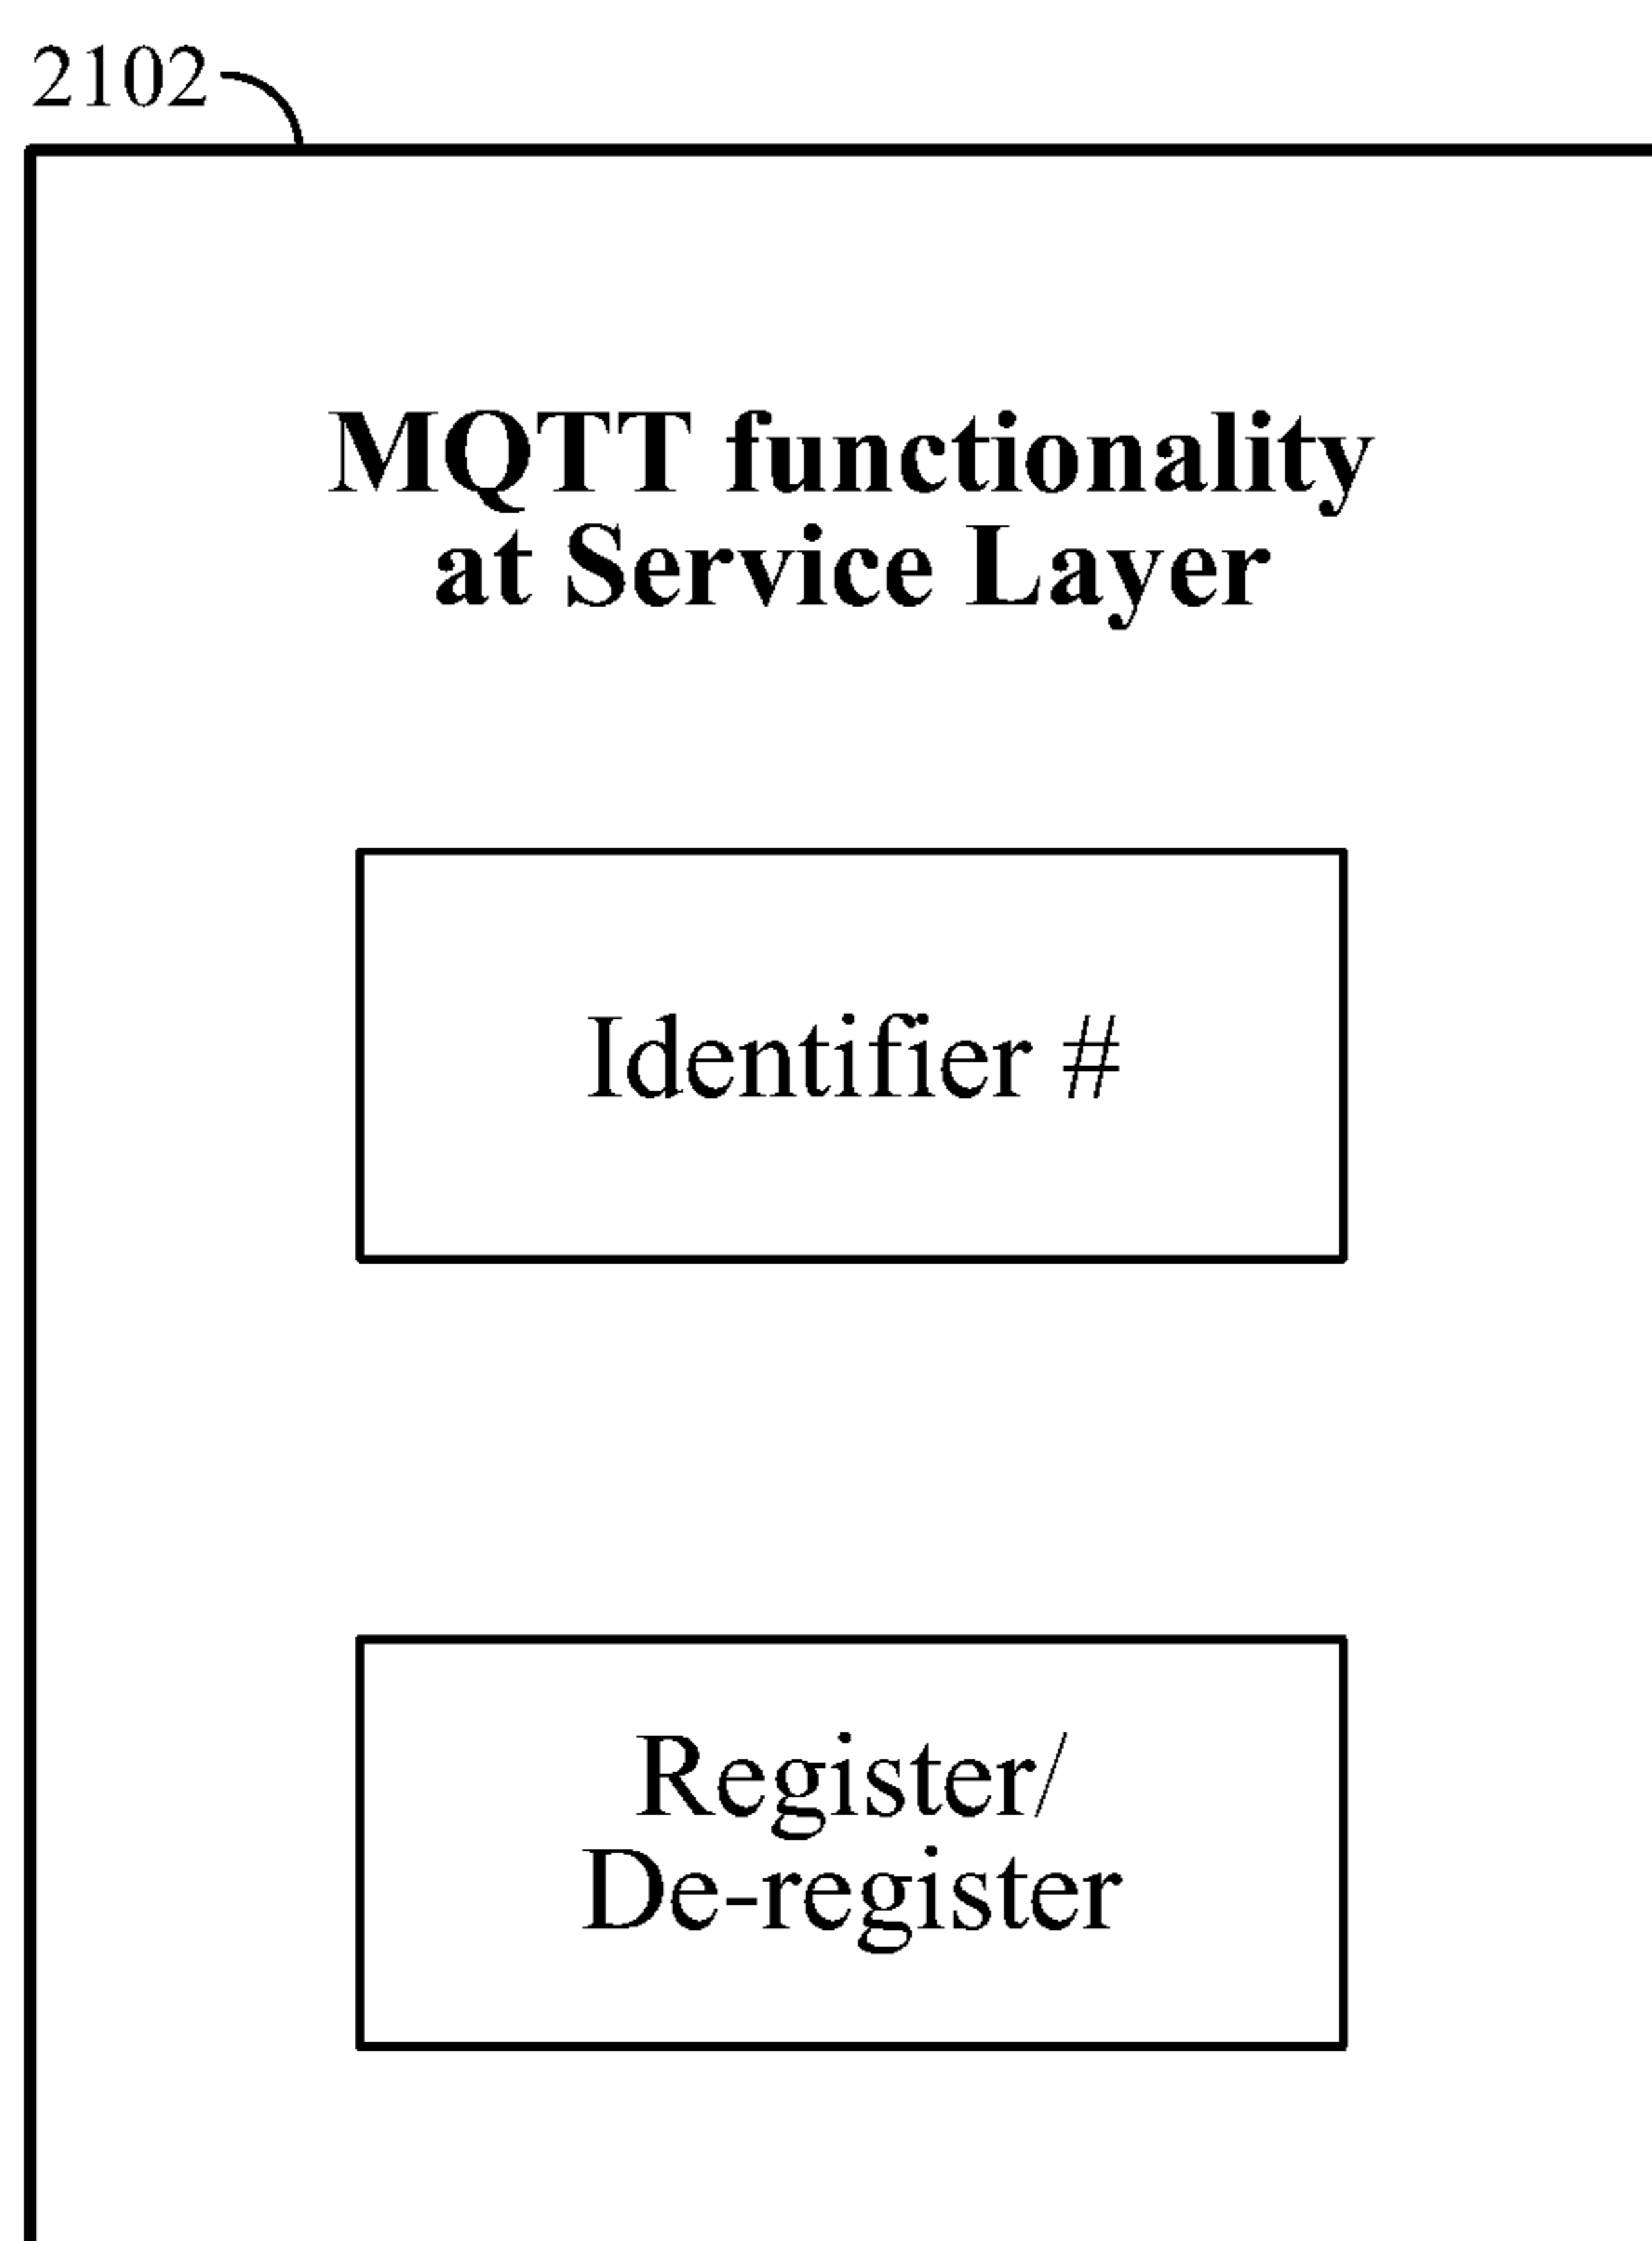 2102
MQTT functionality
at Service Layer
Identifier #
Register/
De-register